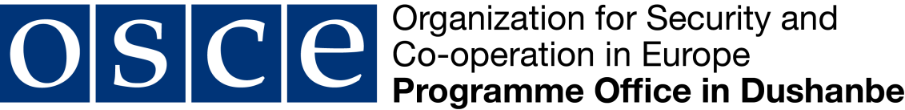 osce
Organization for Security and
Co-operation in Europe
Programme Office in Dushanbe